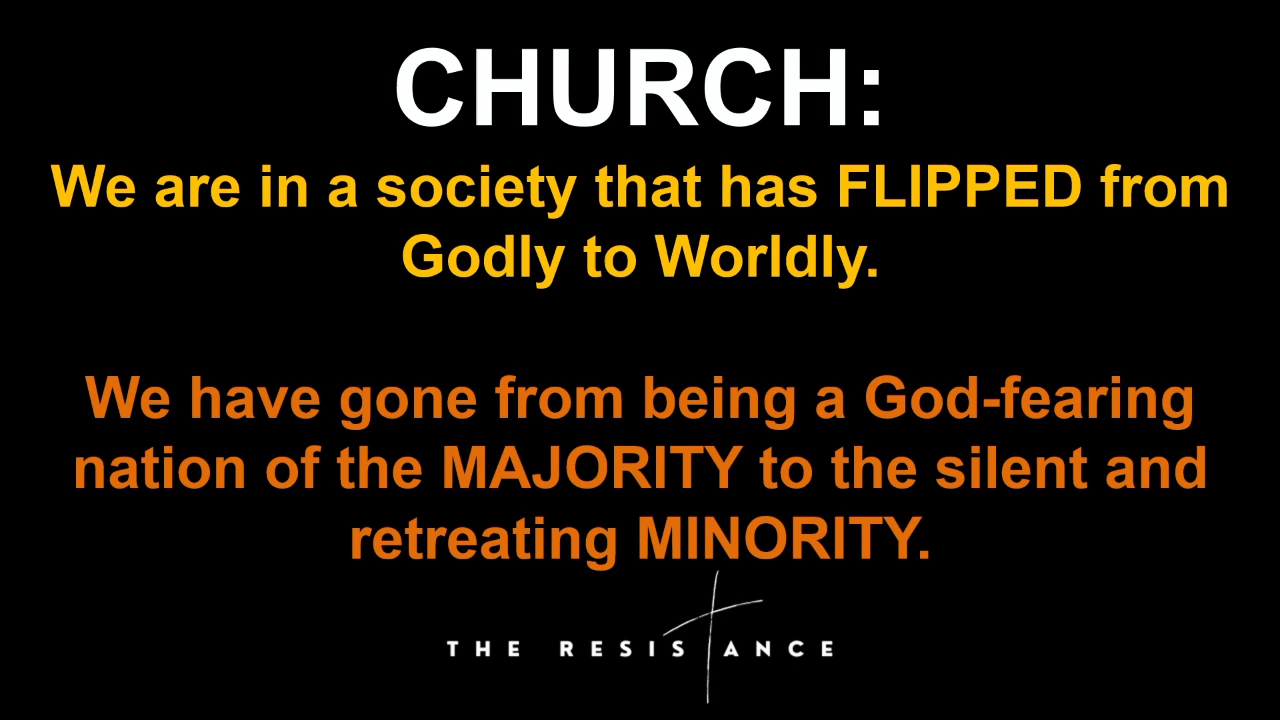 CHURCH:
We are in a society that has FLIPPED from
Godly to Worldly.
We have gone from being a God-fearing
nation of the MAJORITY to the silent and
retreating MINORITY.
THE RESISTANCE